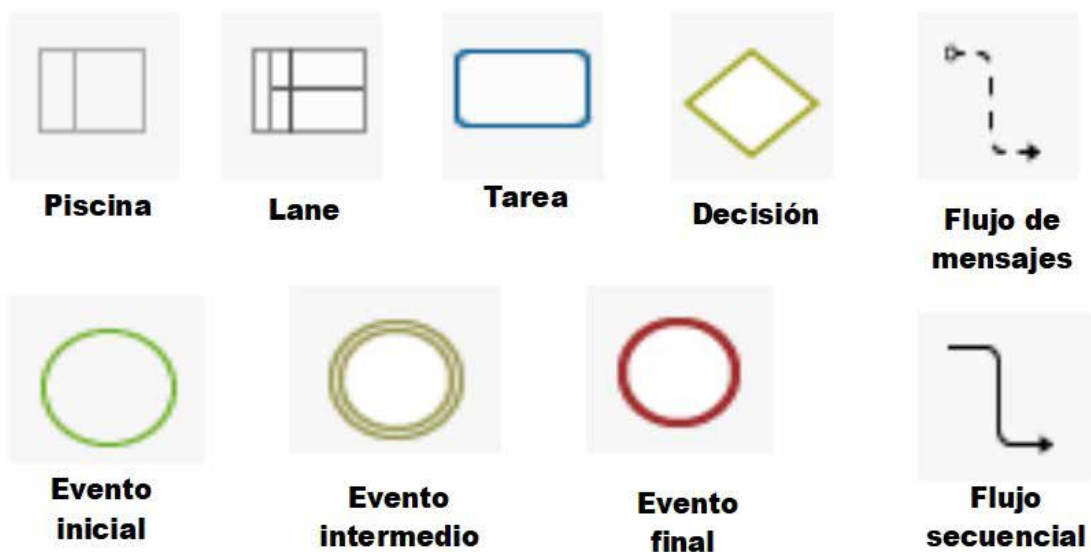 Piscina
Lane
Tarea
Decisión
Flujo de
mensajes
Evento
inicial
Evento
intermedio
Evento
final
Flujo
secuencial